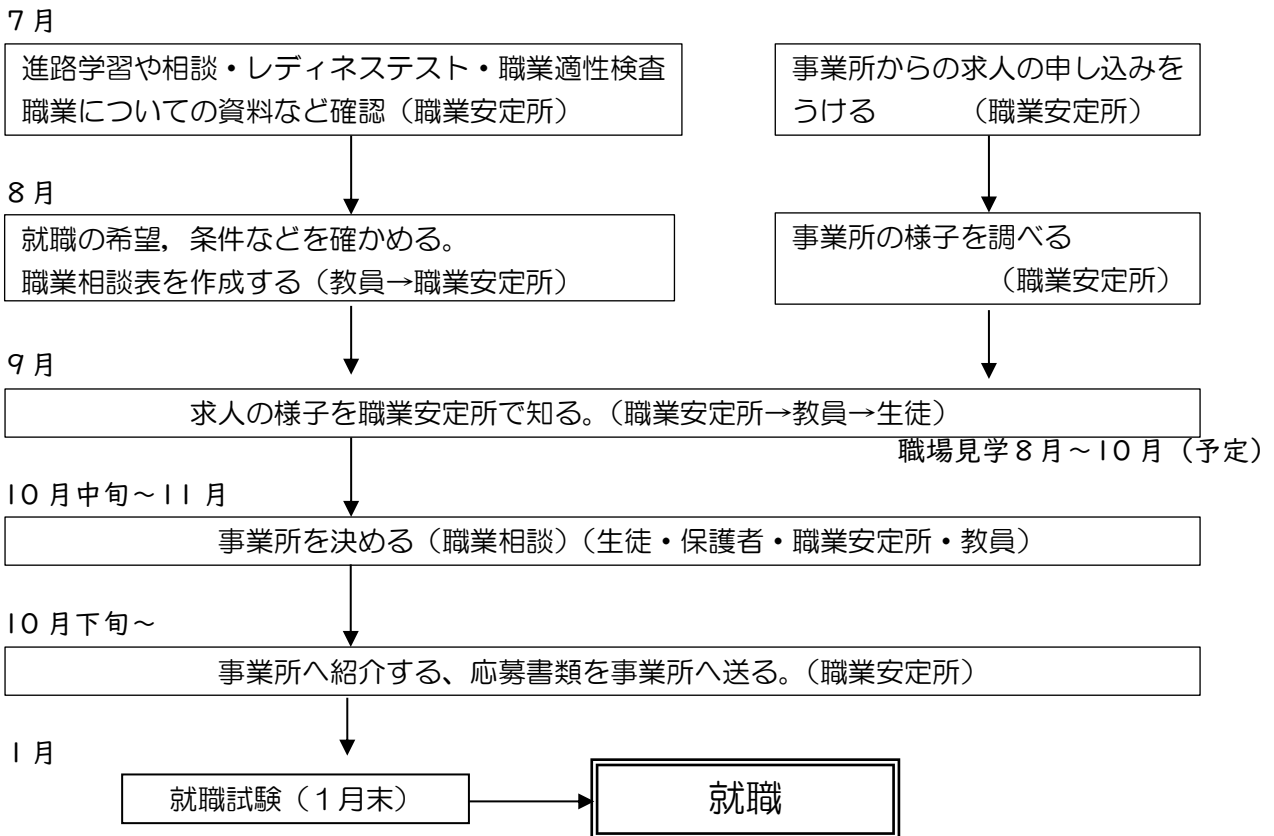 7月
進路学習や相談・レディネステスト・職業適性検査
職業についての資料など確認（職業安定所）
事業所からの求人の申し込みを
うける　　　（職業安定所）
8月
就職の希望，条件などを確かめる。
職業相談表を作成する（教員→職業安定所）
事業所の様子を調べる
（職業安定所）
9月
求人の様子を職業安定所で知る。（職業安定所→教員→生徒）
職場見学8月～10月（予定）
10月中旬～11月
事業所を決める（職業相談）（生徒・保護者・職業安定所・教員）
10月下旬～
事業所へ紹介する、応募書類を事業所へ送る。（職業安定所）
1月
就職試験（1月末）
就職